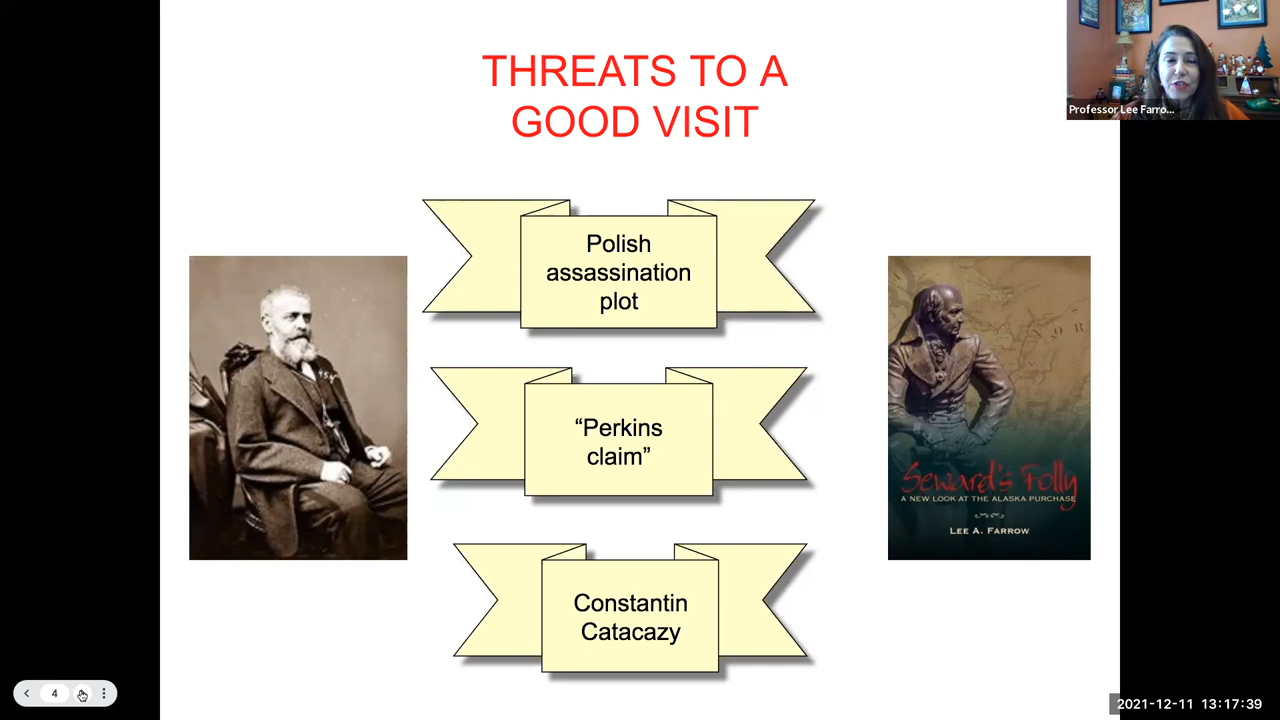 THREATS TO A
GOOD VISIT
Professor Lee Farro...
Polish
assassination
plot
“Perkins
claim”
Constantin
Catacazy
Seward's Folly
A NEW LOOK AT THE ALASKA PURCHASE
LEE A. FARROW
4
2021-12-11 13:17:39